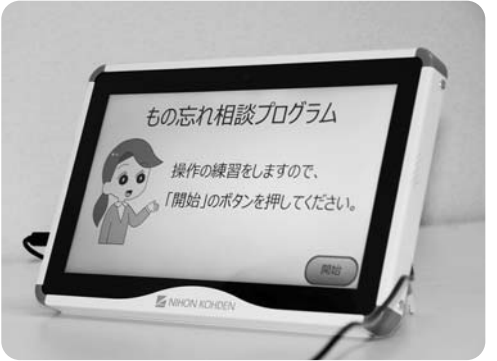 もの忘れ相談プログラム
操作の練習をしますので、
「開始」のボタンを押してください。
開始
NIHON KOHDEN